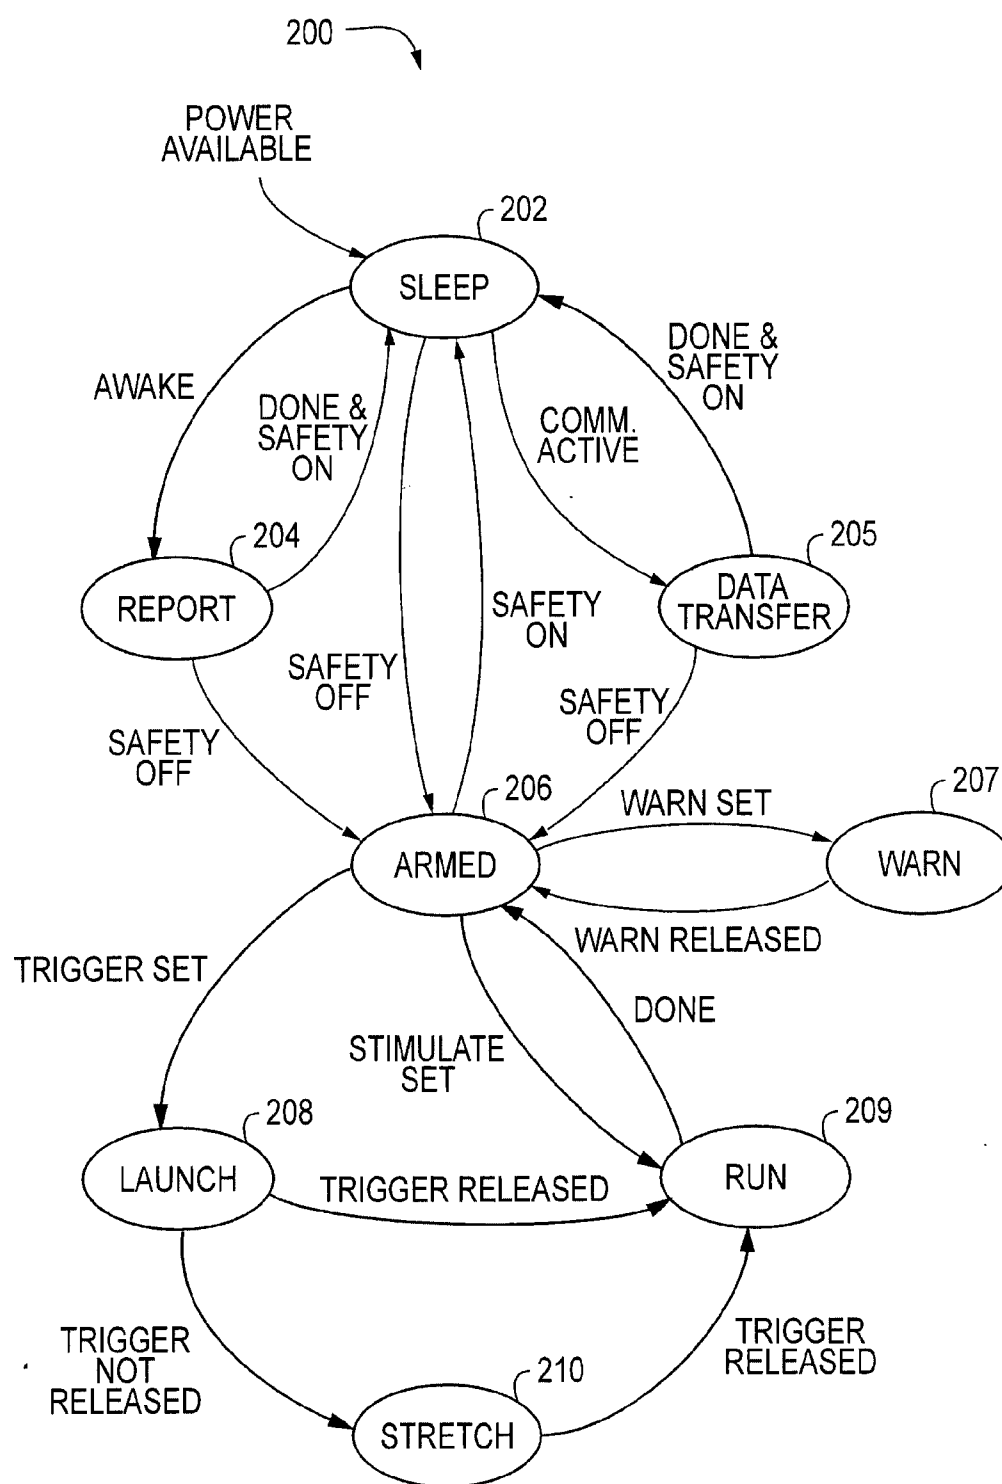 200
POWER
AVAILABLE
202
SLEEP
AWAKE
DONE &
SAFETY
ON
COMM.
ACTIVE
DONE &
SAFETY
ON
204
REPORT
205
DATA
TRANSFER
SAFETY
OFF
SAFETY
OFF
SAFETY
ON
SAFETY
OFF
206
ARMED
WARN SET
207
WARN
WARN RELEASED
TRIGGER SET
STIMULATE
SET
DONE
208
LAUNCH
TRIGGER RELEASED
209
RUN
TRIGGER
NOT
RELEASED
210
STRETCH
TRIGGER
RELEASED